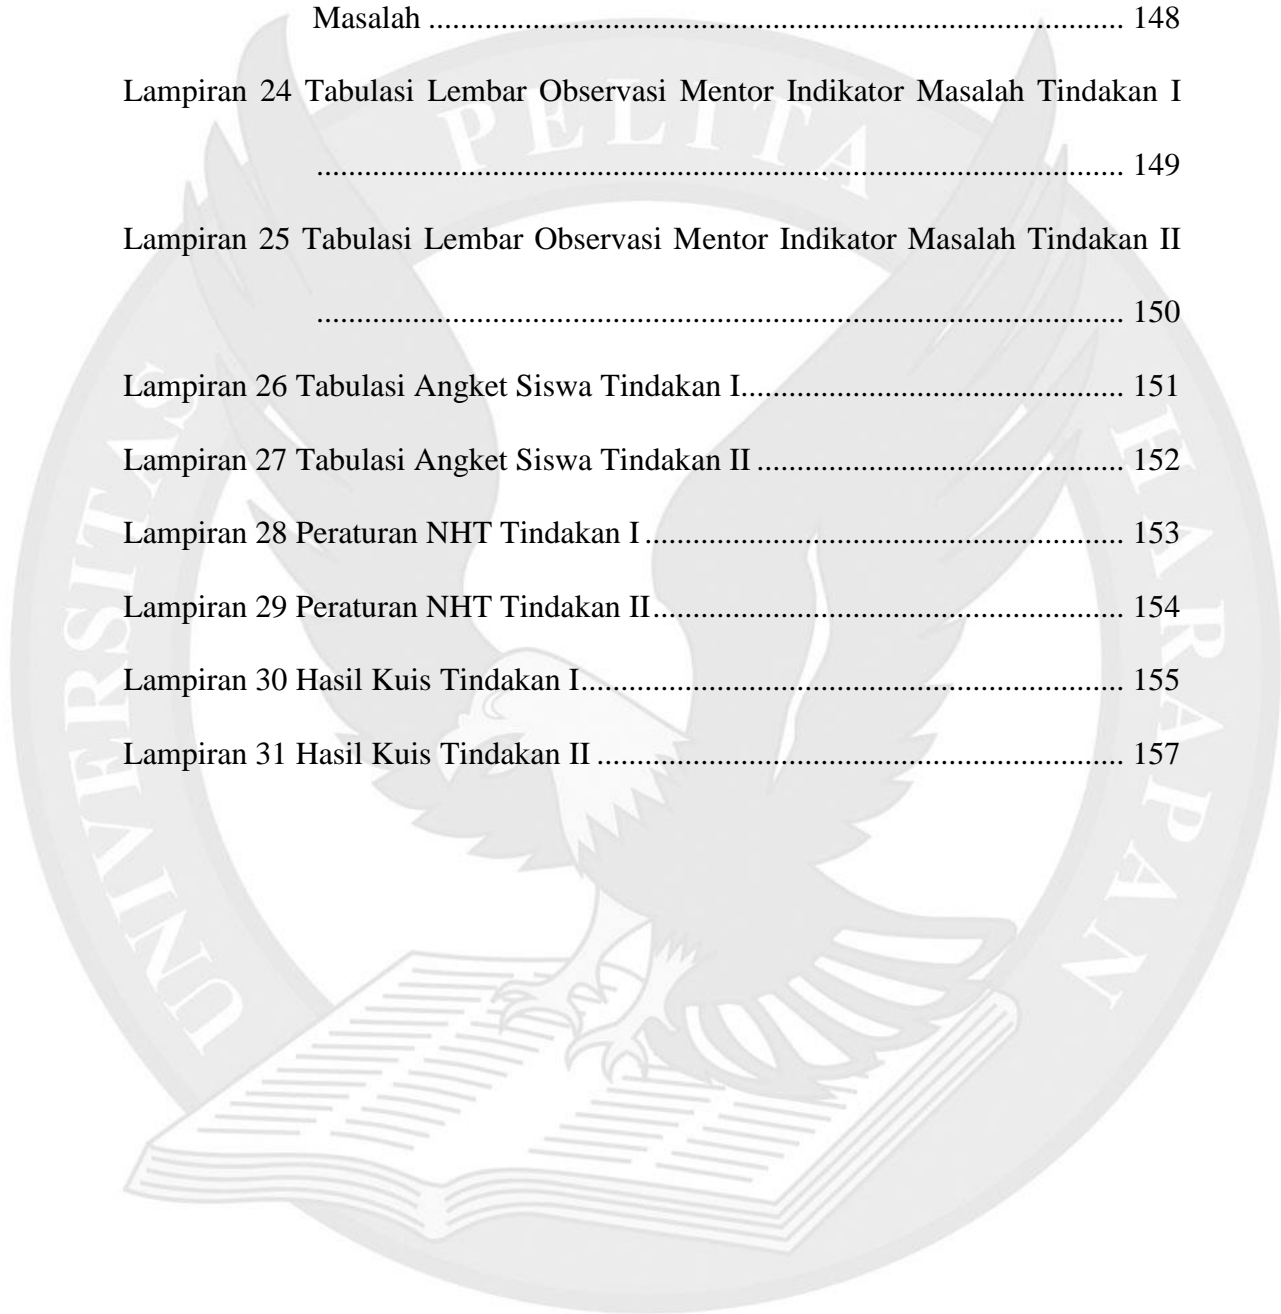 Masalah ........................................................................................ 148
Lampiran 24 Tabulasi Lembar Observasi Mentor Indikator Masalah Tindakan I
...................................................................................................... 149
Lampiran 25 Tabulasi Lembar Observasi Mentor Indikator Masalah Tindakan II
...................................................................................................... 150
Lampiran 26 Tabulasi Angket Siswa Tindakan I................................................ 151
Lampiran 27 Tabulasi Angket Siswa Tindakan II .............................................. 152
Lampiran 28 Peraturan NHT Tindakan I ............................................................ 153
Lampiran 29 Peraturan NHT Tindakan II........................................................... 154
Lampiran 30 Hasil Kuis Tindakan I.................................................................... 155
Lampiran 31 Hasil Kuis Tindakan II .................................................................. 157
UNIVERSITAS PELITA HARAPAN